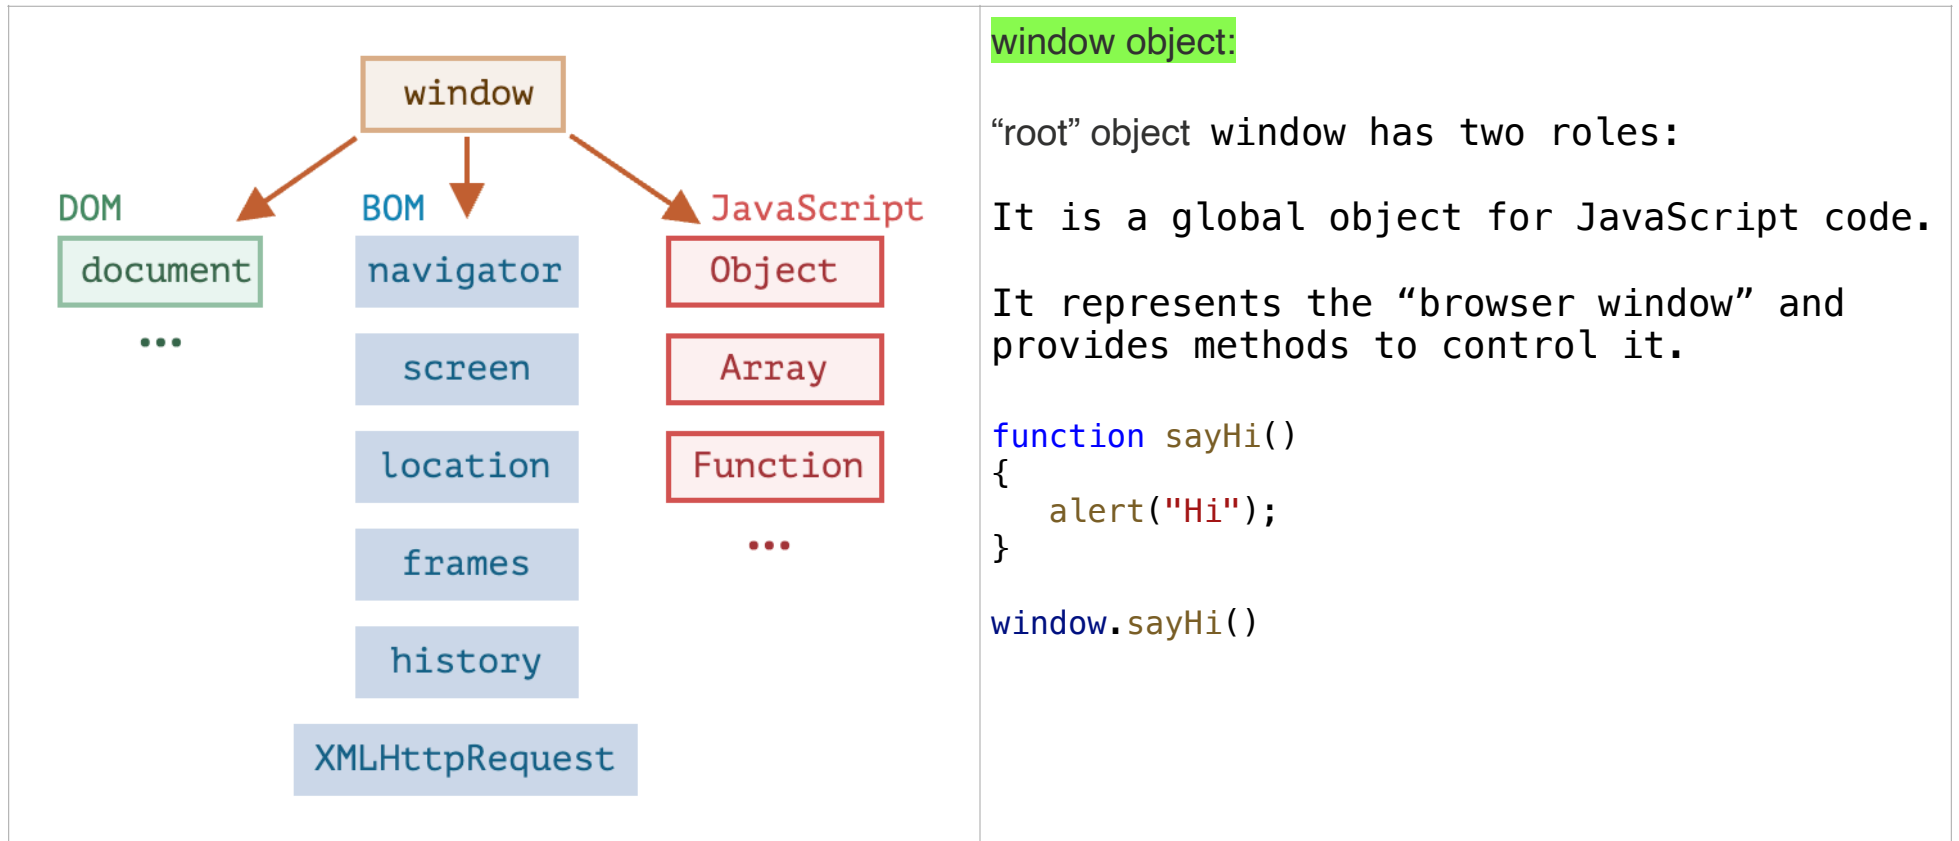 window
DOM
BOM
JavaScript
document
navigator
Object
...
screen
Array
location
Function
frames
...
history
XMLHttpRequest
window object:
“root” object window has two roles:
It is a global object for JavaScript code.
It represents the “browser window” and
provides methods to control it.
function sayHi()
{
   alert("Hi");
}
window.sayHi()